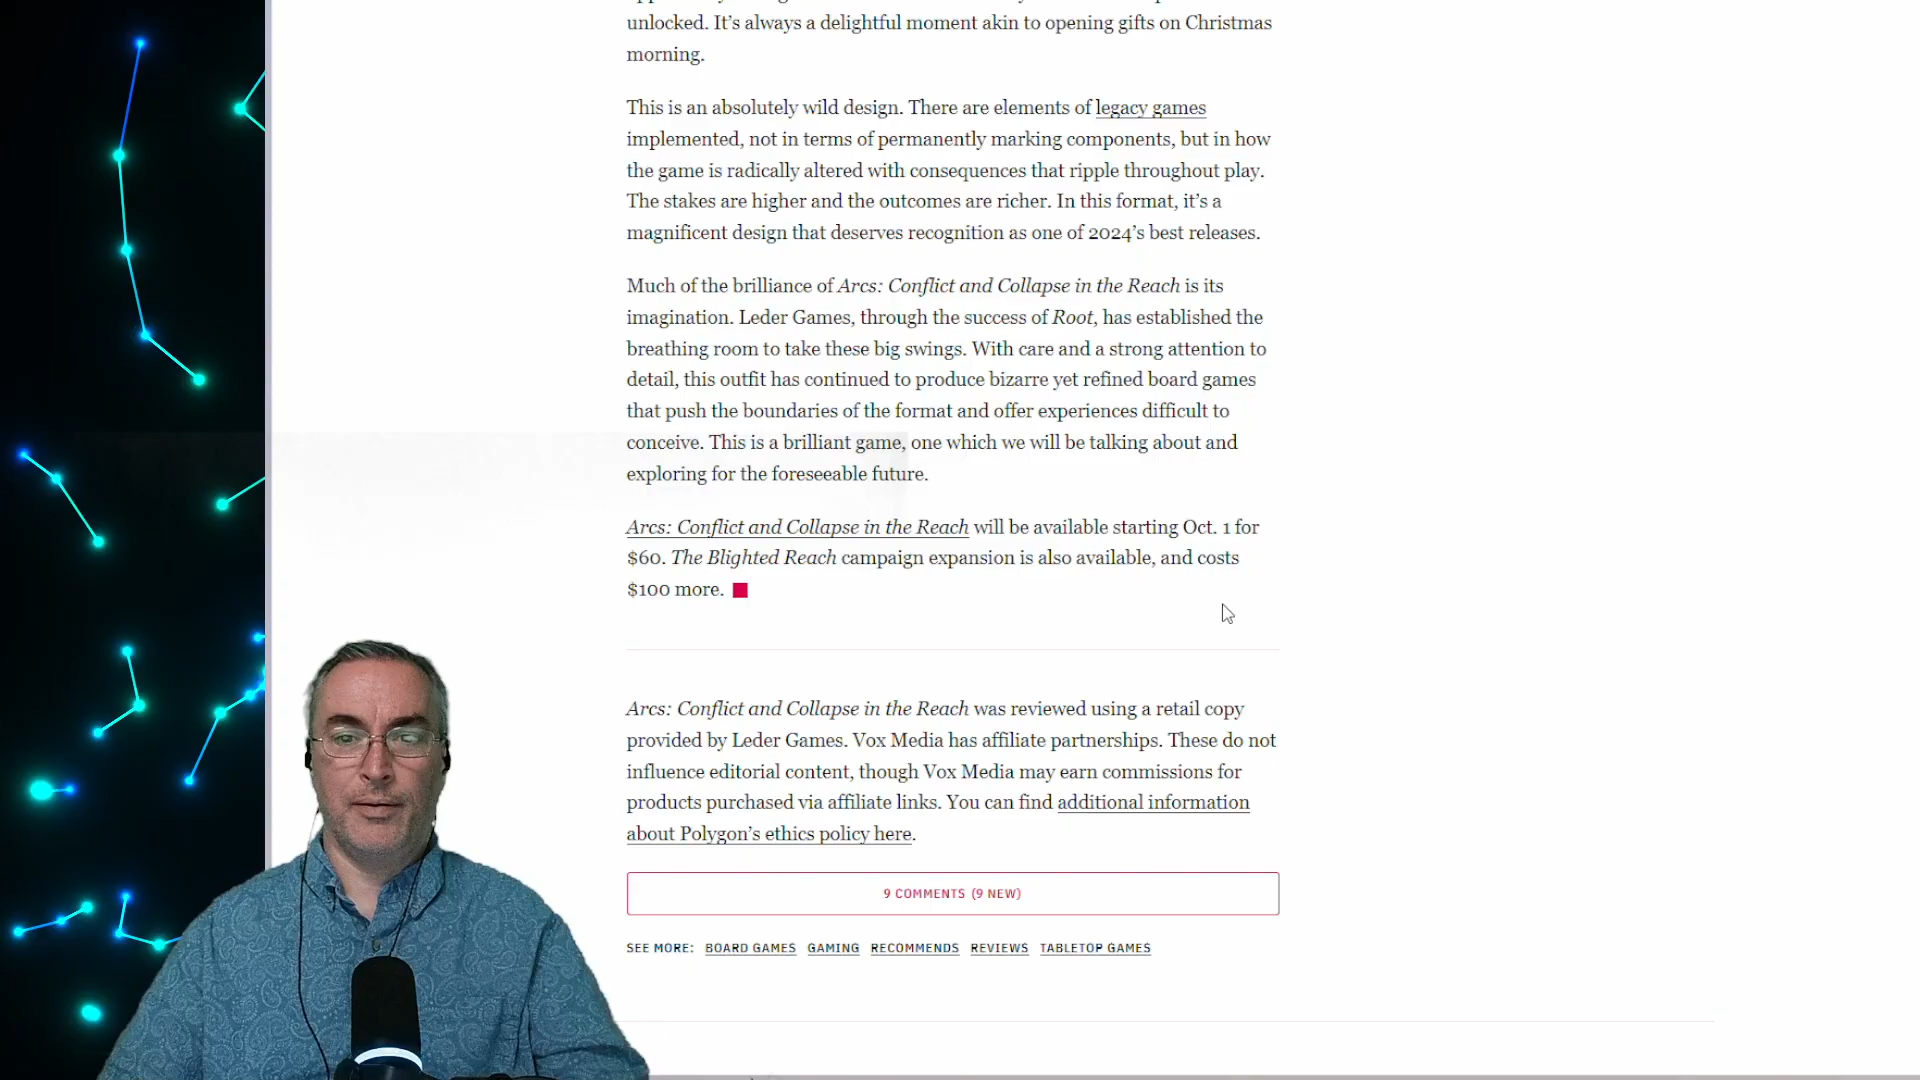 unlocked. It’s always a delightful moment akin to opening gifts on Christmas
morning.
This is an absolutely wild design. There are elements of legacy games
implemented, not in terms of permanently marking components, but in how
the game is radically altered with consequences that ripple throughout play.
The stakes are higher and the outcomes are richer. In this format, it’s a
magnificent design that deserves recognition as one of 2024’s best releases.
Much of the brilliance of Arcs: Conflict and Collapse in the Reach is its
imagination. Leder Games, through the success of Root, has established the
breathing room to take these big swings. With care and a strong attention to
detail, this outfit has continued to produce bizarre yet refined board games
that push the boundaries of the format and offer experiences difficult to
conceive. This is a brilliant game, one which we will be talking about and
exploring for the foreseeable future.
Arcs: Conflict and Collapse in the Reach will be available starting Oct. 1 for
$60. The Blighted Reach campaign expansion is also available, and costs
$100 more.
Arcs: Conflict and Collapse in the Reach was reviewed using a retail copy
provided by Leder Games. Vox Media has affiliate partnerships. These do not
influence editorial content, though Vox Media may earn commissions for
products purchased via affiliate links. You can find additional information
about Polygon’s ethics policy here.
9 COMMENTS (9 NEW)
SEE MORE: BOARD GAMES GAMING RECOMMENDS REVIEWS TABLETOP GAMES